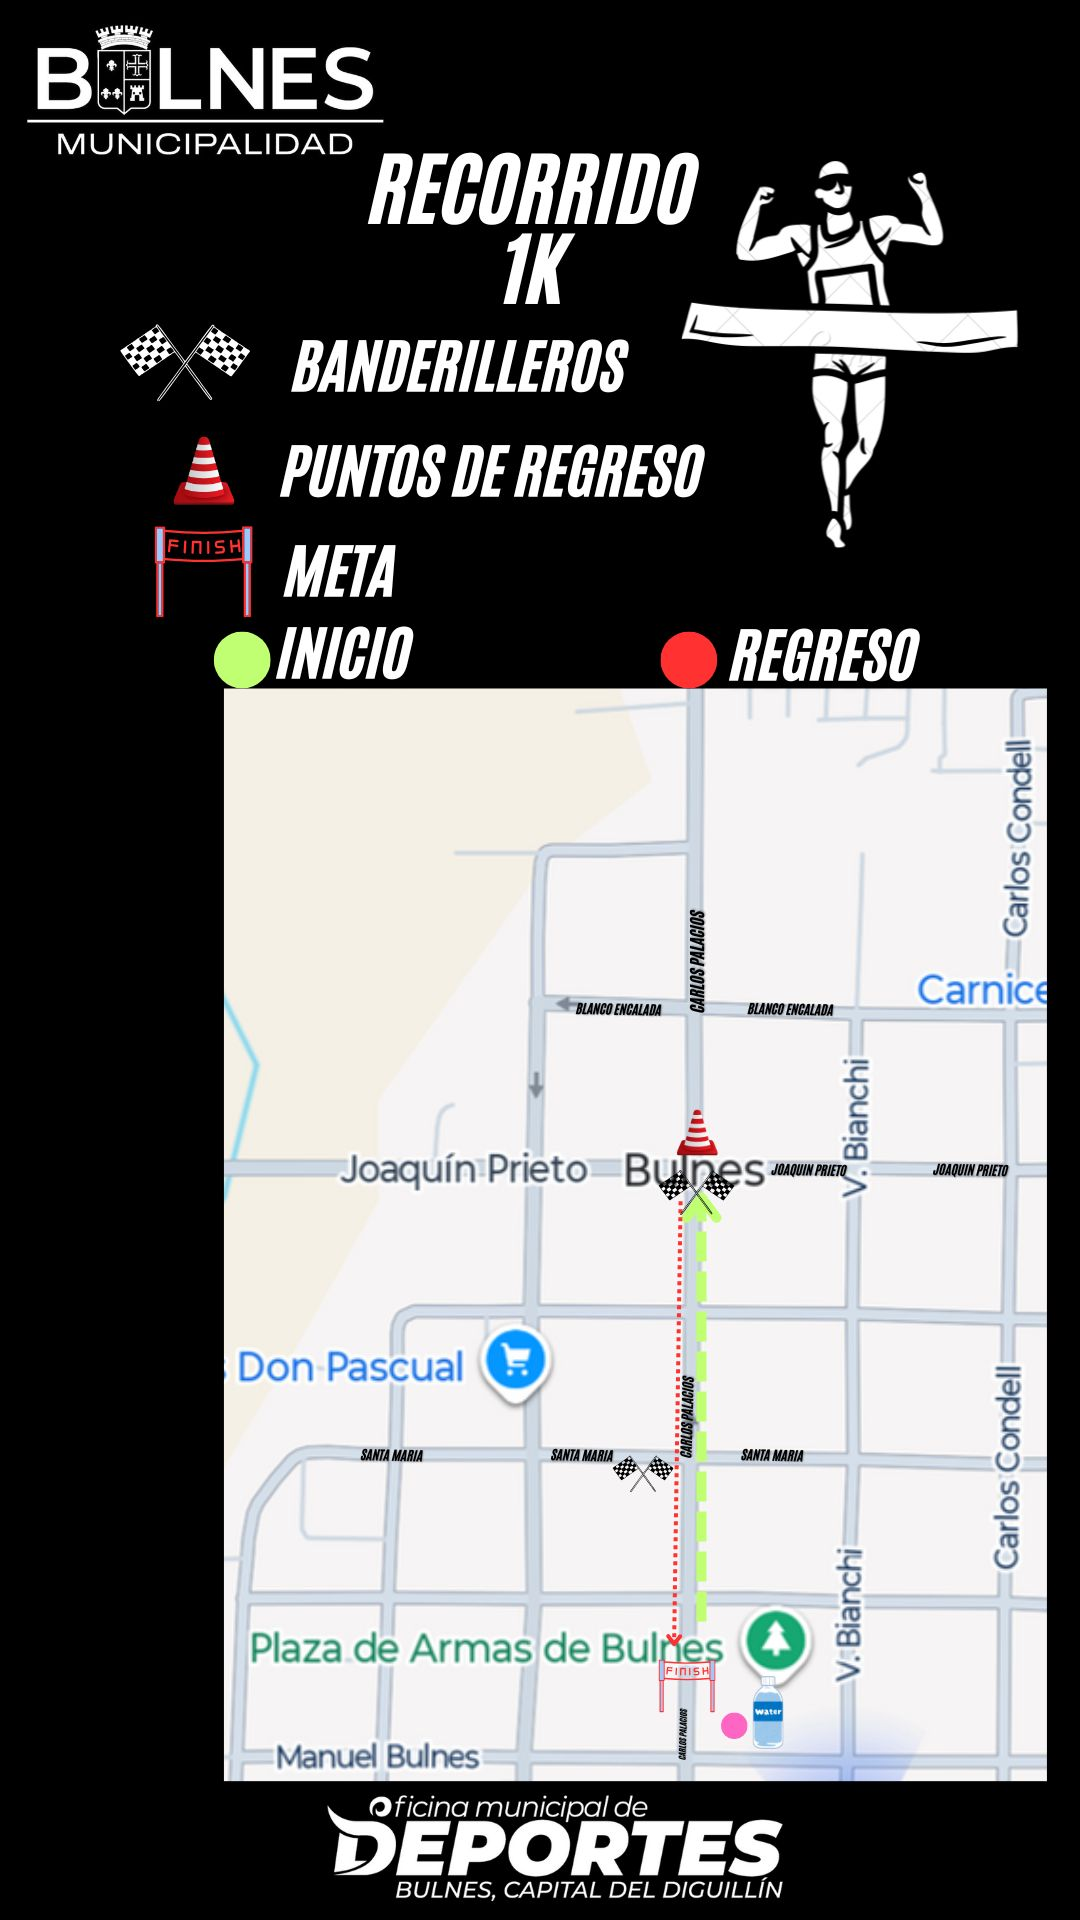 BULNES
MUNICIPALIDAD
RECORRIDO
1K
BANDERILLEROS
PUNTOS DE REGRESO
FINISH
META
INICIO
REGRESO
Carlos Condell
CARLOS PALACIOS
Carnice
BLANCO ENCALADA
BLANCO ENCALADA
V. Bianchi
Joaquín Prieto
Bulnes
JOAQUIN PRIETO
JOAQUIN PRIETO
s Don Pascual
CARLOS PALACIOS
Carlos Condell
SANTA MARIA
SANTA MARIA
SANTA MARIA
V. Bianchi
Plaza de Armas de Bulnes
FINISH
Water
CARLOS PALACIOS
Manuel Bulnes
Oficina municipal de
DEPORTES
BULNES, CAPITAL DEL DIGUILLÍN